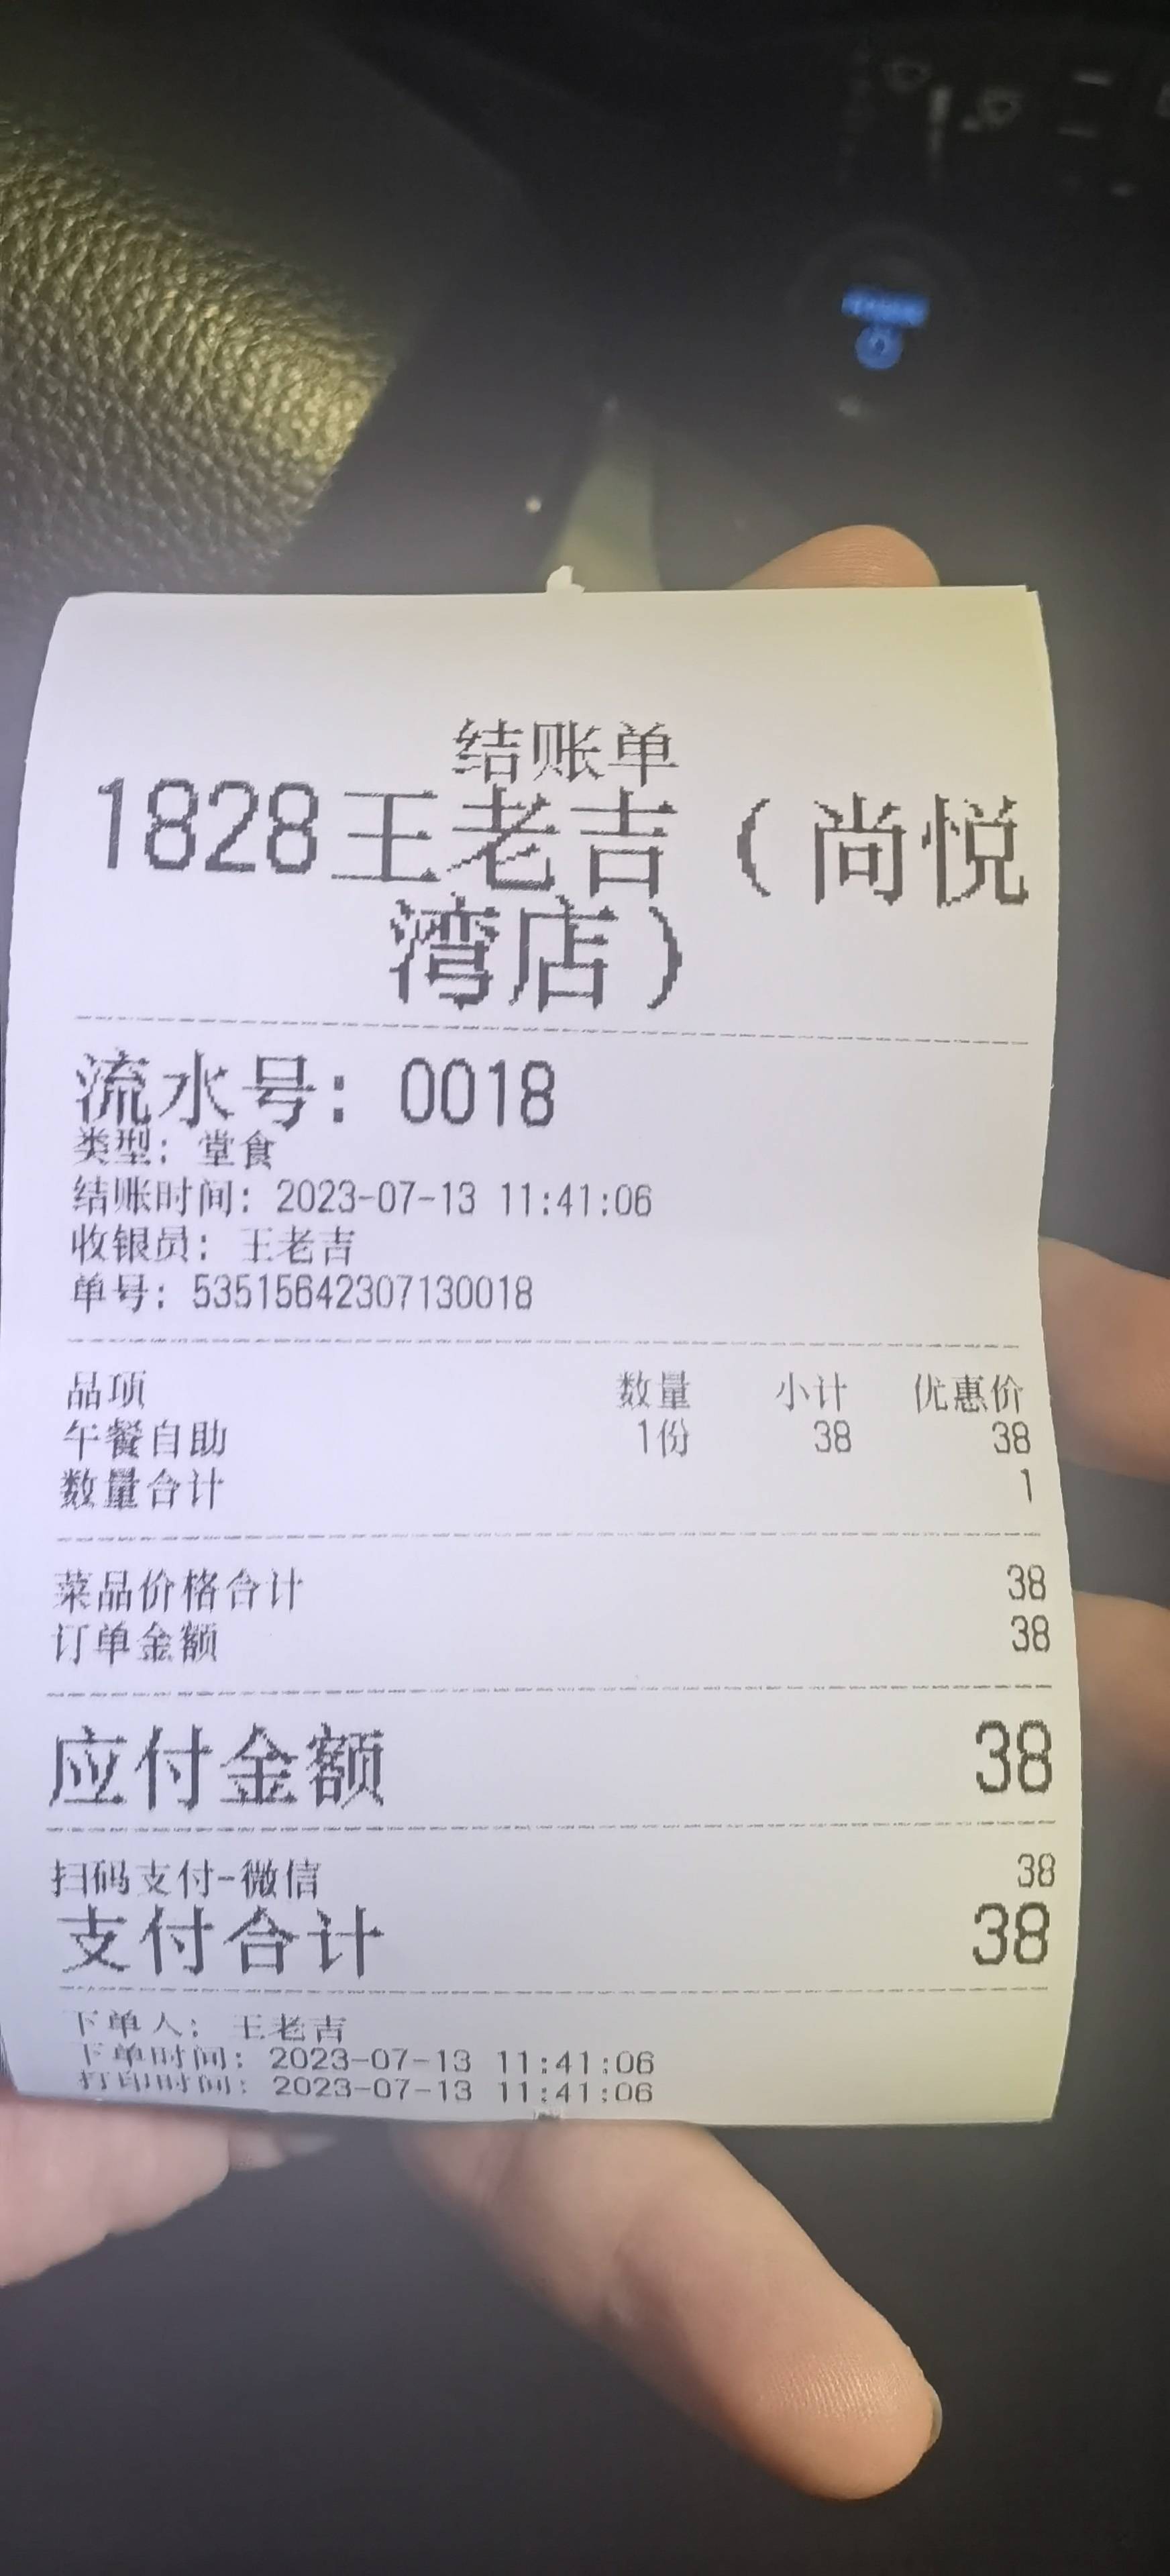 结账单
1828王老吉(尚悦
湾店)
流水号: 0018
类型: 堂食
结账时间: 2023-07-13 11:41:06
收银员: 王老吉
单号: 53515642307130018
品项 数量 小计 优惠价
午餐自助 1份 38 38
数量合计 1
菜品价格合计 38
订单金额 38
应付金额 38
扫码支付-微信 38
支付合计 38
下单人: 王老吉
下单时间: 2023-07-13 11:41:06
打印时间: 2023-07-13 11:41:06